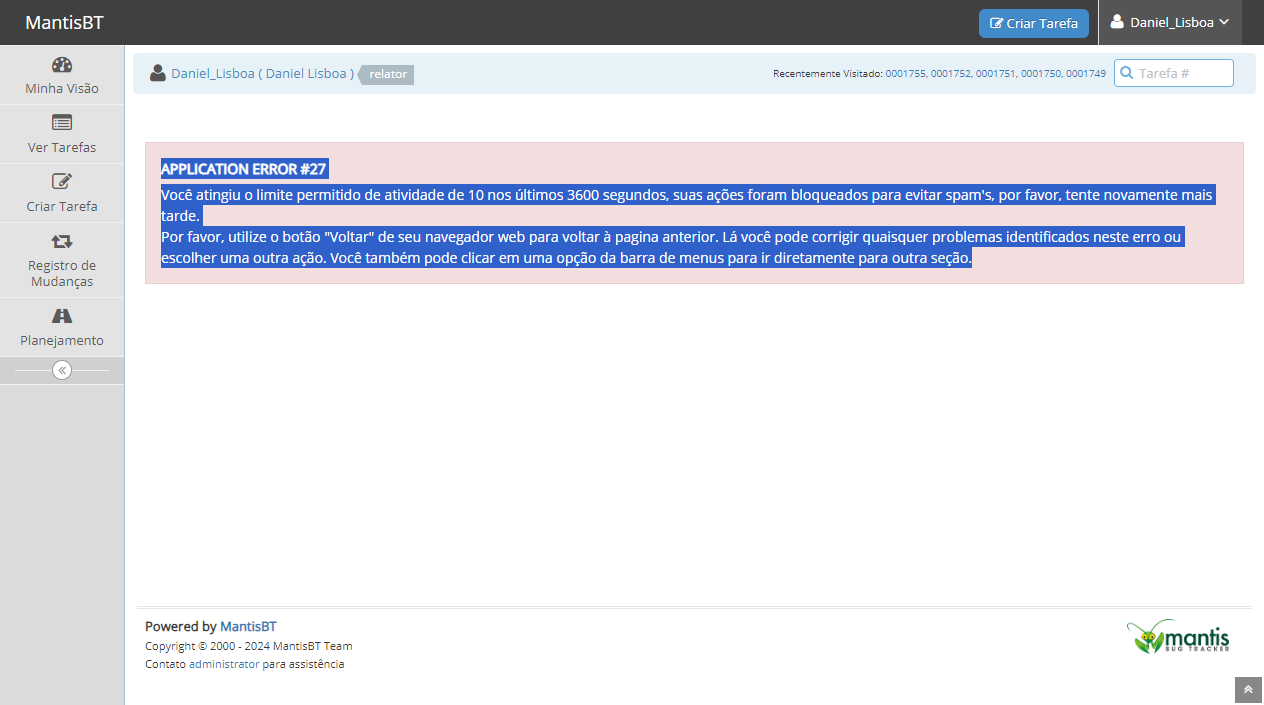 MantisBT
Criar Tarefa
Daniel_Lisboa
Minha Visão
Ver Tarefas
Criar Tarefa
Registro de
Mudanças
Planejamento
Daniel_Lisboa ( Daniel Lisboa ) relator
Recentemente Visitado: 0001755, 0001752, 0001751, 0001750, 0001749
Tarefa #
APPLICATION ERROR #27
Você atingiu o limite permitido de atividade de 10 nos últimos 3600 segundos, suas ações foram bloqueados para evitar spam's, por favor, tente novamente mais
tarde.
Por favor, utilize o botão "Voltar" de seu navegador web para voltar à pagina anterior. Lá você pode corrigir quaisquer problemas identificados neste erro ou
escolher uma outra ação. Você também pode clicar em uma opção da barra de menus para ir diretamente para outra seção.
Powered by MantisBT
Copyright © 2000 - 2024 MantisBT Team
Contato administrator para assistência
mantis
BUG TRACKER